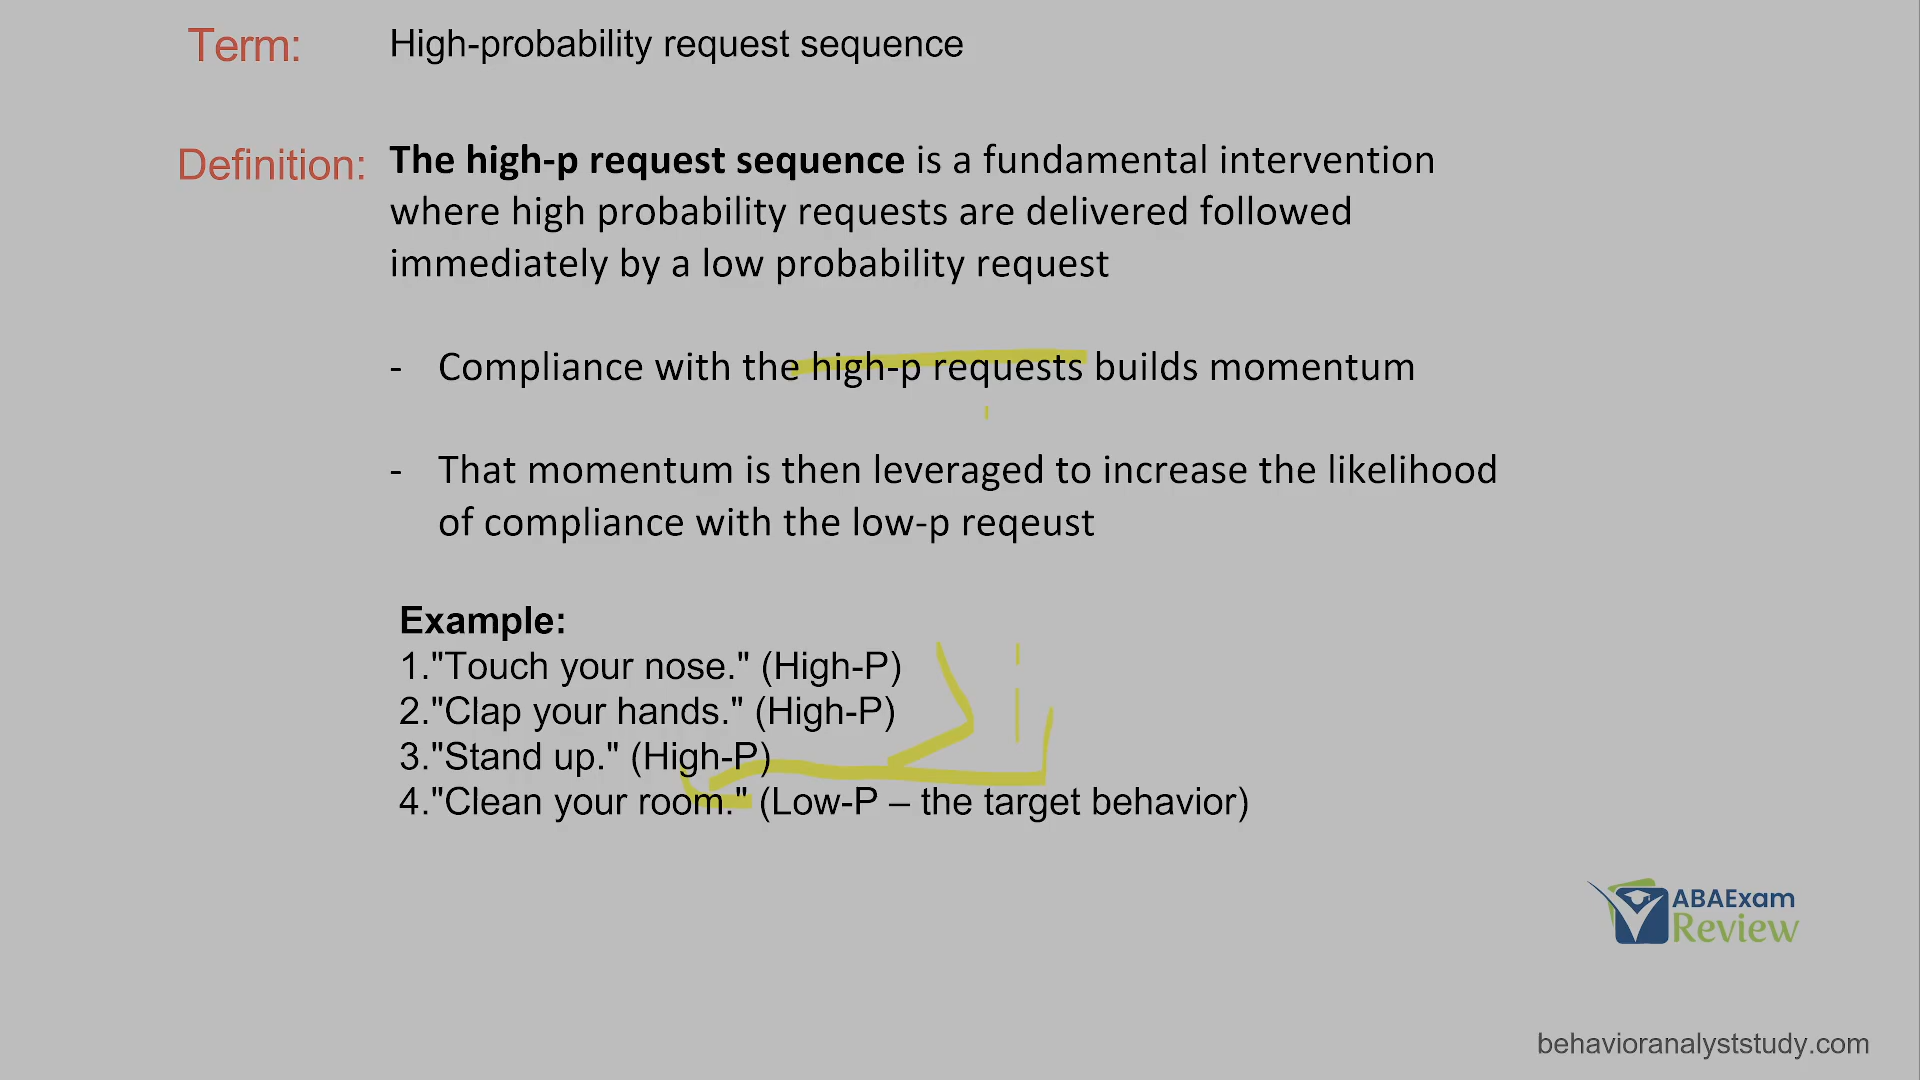 Term: High-probability request sequence
Definition: The high-p request sequence is a fundamental intervention
where high probability requests are delivered followed
immediately by a low probability request
- Compliance with the high-p requests builds momentum
- That momentum is then leveraged to increase the likelihood
of compliance with the low-p reqeust
Example:
1."Touch your nose." (High-P)
2."Clap your hands." (High-P)
3."Stand up." (High-P)
4."Clean your room." (Low-P – the target behavior)
ABAExam
Review
behavioranalyststudy.com